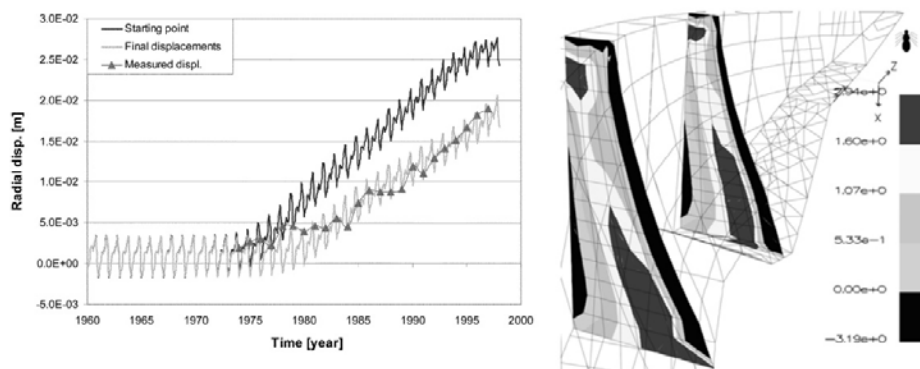 3.0E-02
2.5E-02
2.0E-02
1.5E-02
1.0E-02
5.0E-03
0.0E+00
-5.0E-03
Radial disp. [m]
Starting point
Final displacements
Measured displ.
1960
1965
1970
1975
1980
1985
1990
1995
2000
Time [year]
Z
X
1.60e+0
1.07e+0
5.33e-1
0.00e+0
-3.19e+0